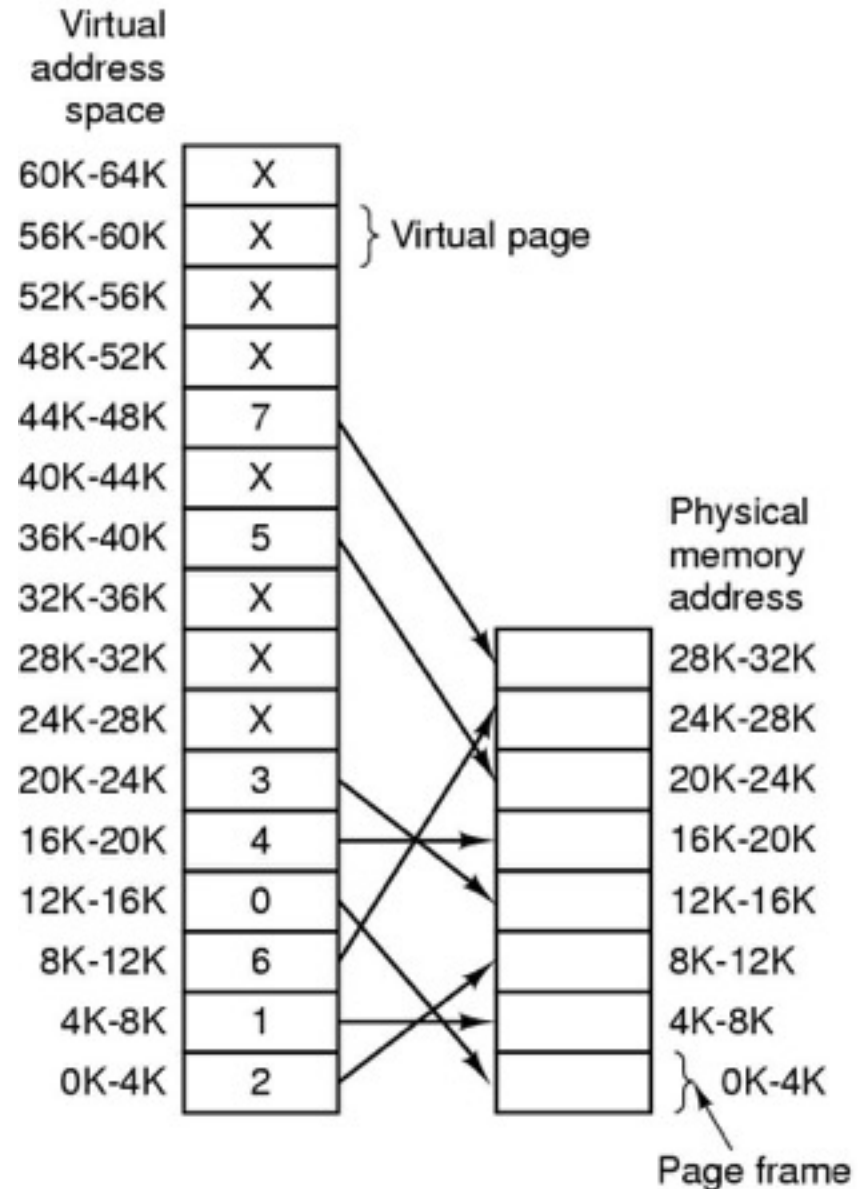 Virtual
address
space
60K-64K X
56K-60K X Virtual page
52K-56K X
48K-52K X
44K-48K 7
40K-44K X
36K-40K 5
32K-36K X
28K-32K X
24K-28K X
20K-24K 3
16K-20K 4
12K-16K 0
8K-12K 6
4K-8K 1
0K-4K 2
Physical
memory
address
28K-32K
24K-28K
20K-24K
16K-20K
12K-16K
8K-12K
4K-8K
0K-4K
Page frame